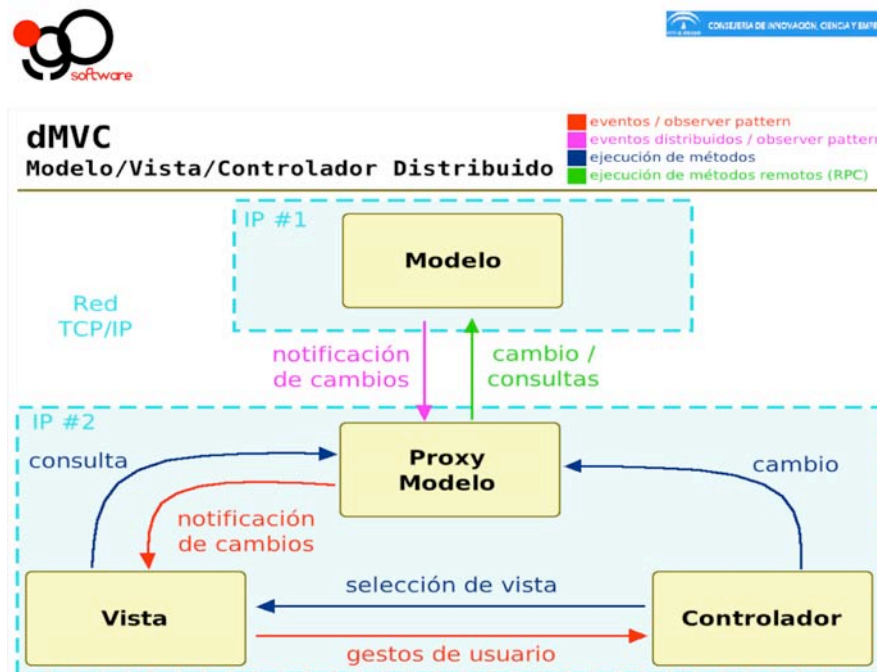 igo
software
CONSEJERÍA DE INNOVACIÓN, CIENCIA Y EMPRE
dMVC
Modelo/Vista/Controlador Distribuido
eventos / observer pattern
eventos distribuidos / observer pattern
ejecución de métodos
ejecución de métodos remotos (RPC)
IP #1
Modelo
Red
TCP/IP
notificación
de cambios
cambio /
consultas
IP #2
consulta
Proxy
Modelo
cambio
notificación
de cambios
Vista
selección de vista
Controlador
gestos de usuario